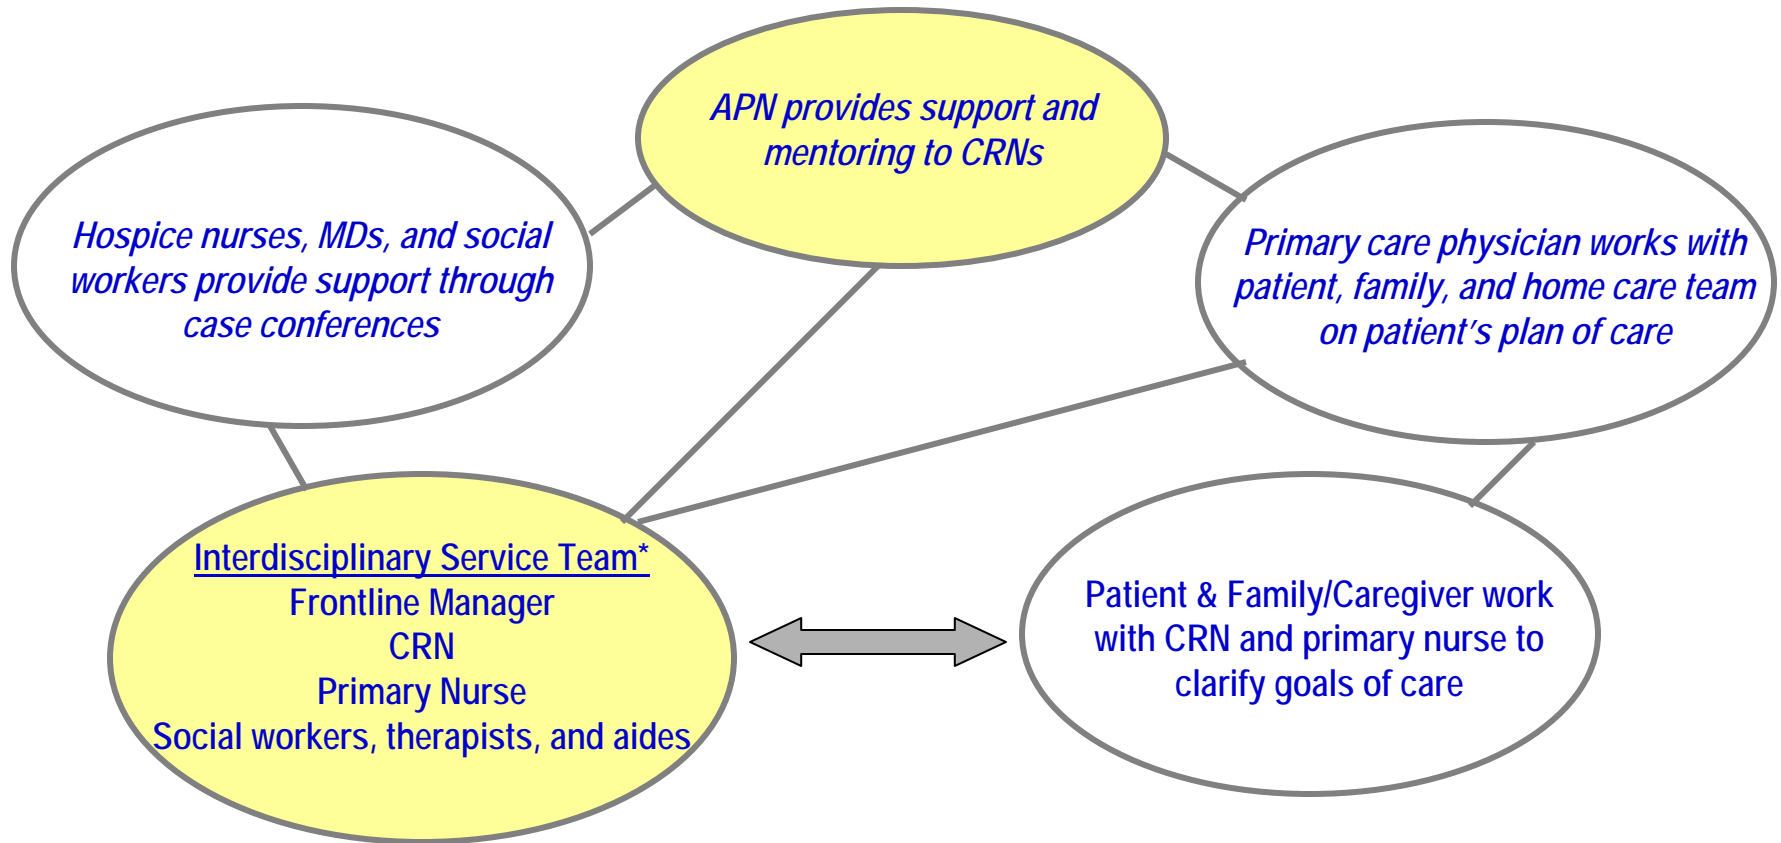 APN provides support and
mentoring to CRNs
Hospice nurses, MDs, and social
workers provide support through
case conferences
Primary care physician works with
patient, family, and home care team
on patient’s plan of care
Interdisciplinary Service Team*
Frontline Manager
CRN
Primary Nurse
Social workers, therapists, and aides
Patient & Family/Caregiver work
with CRN and primary nurse to
clarify goals of care